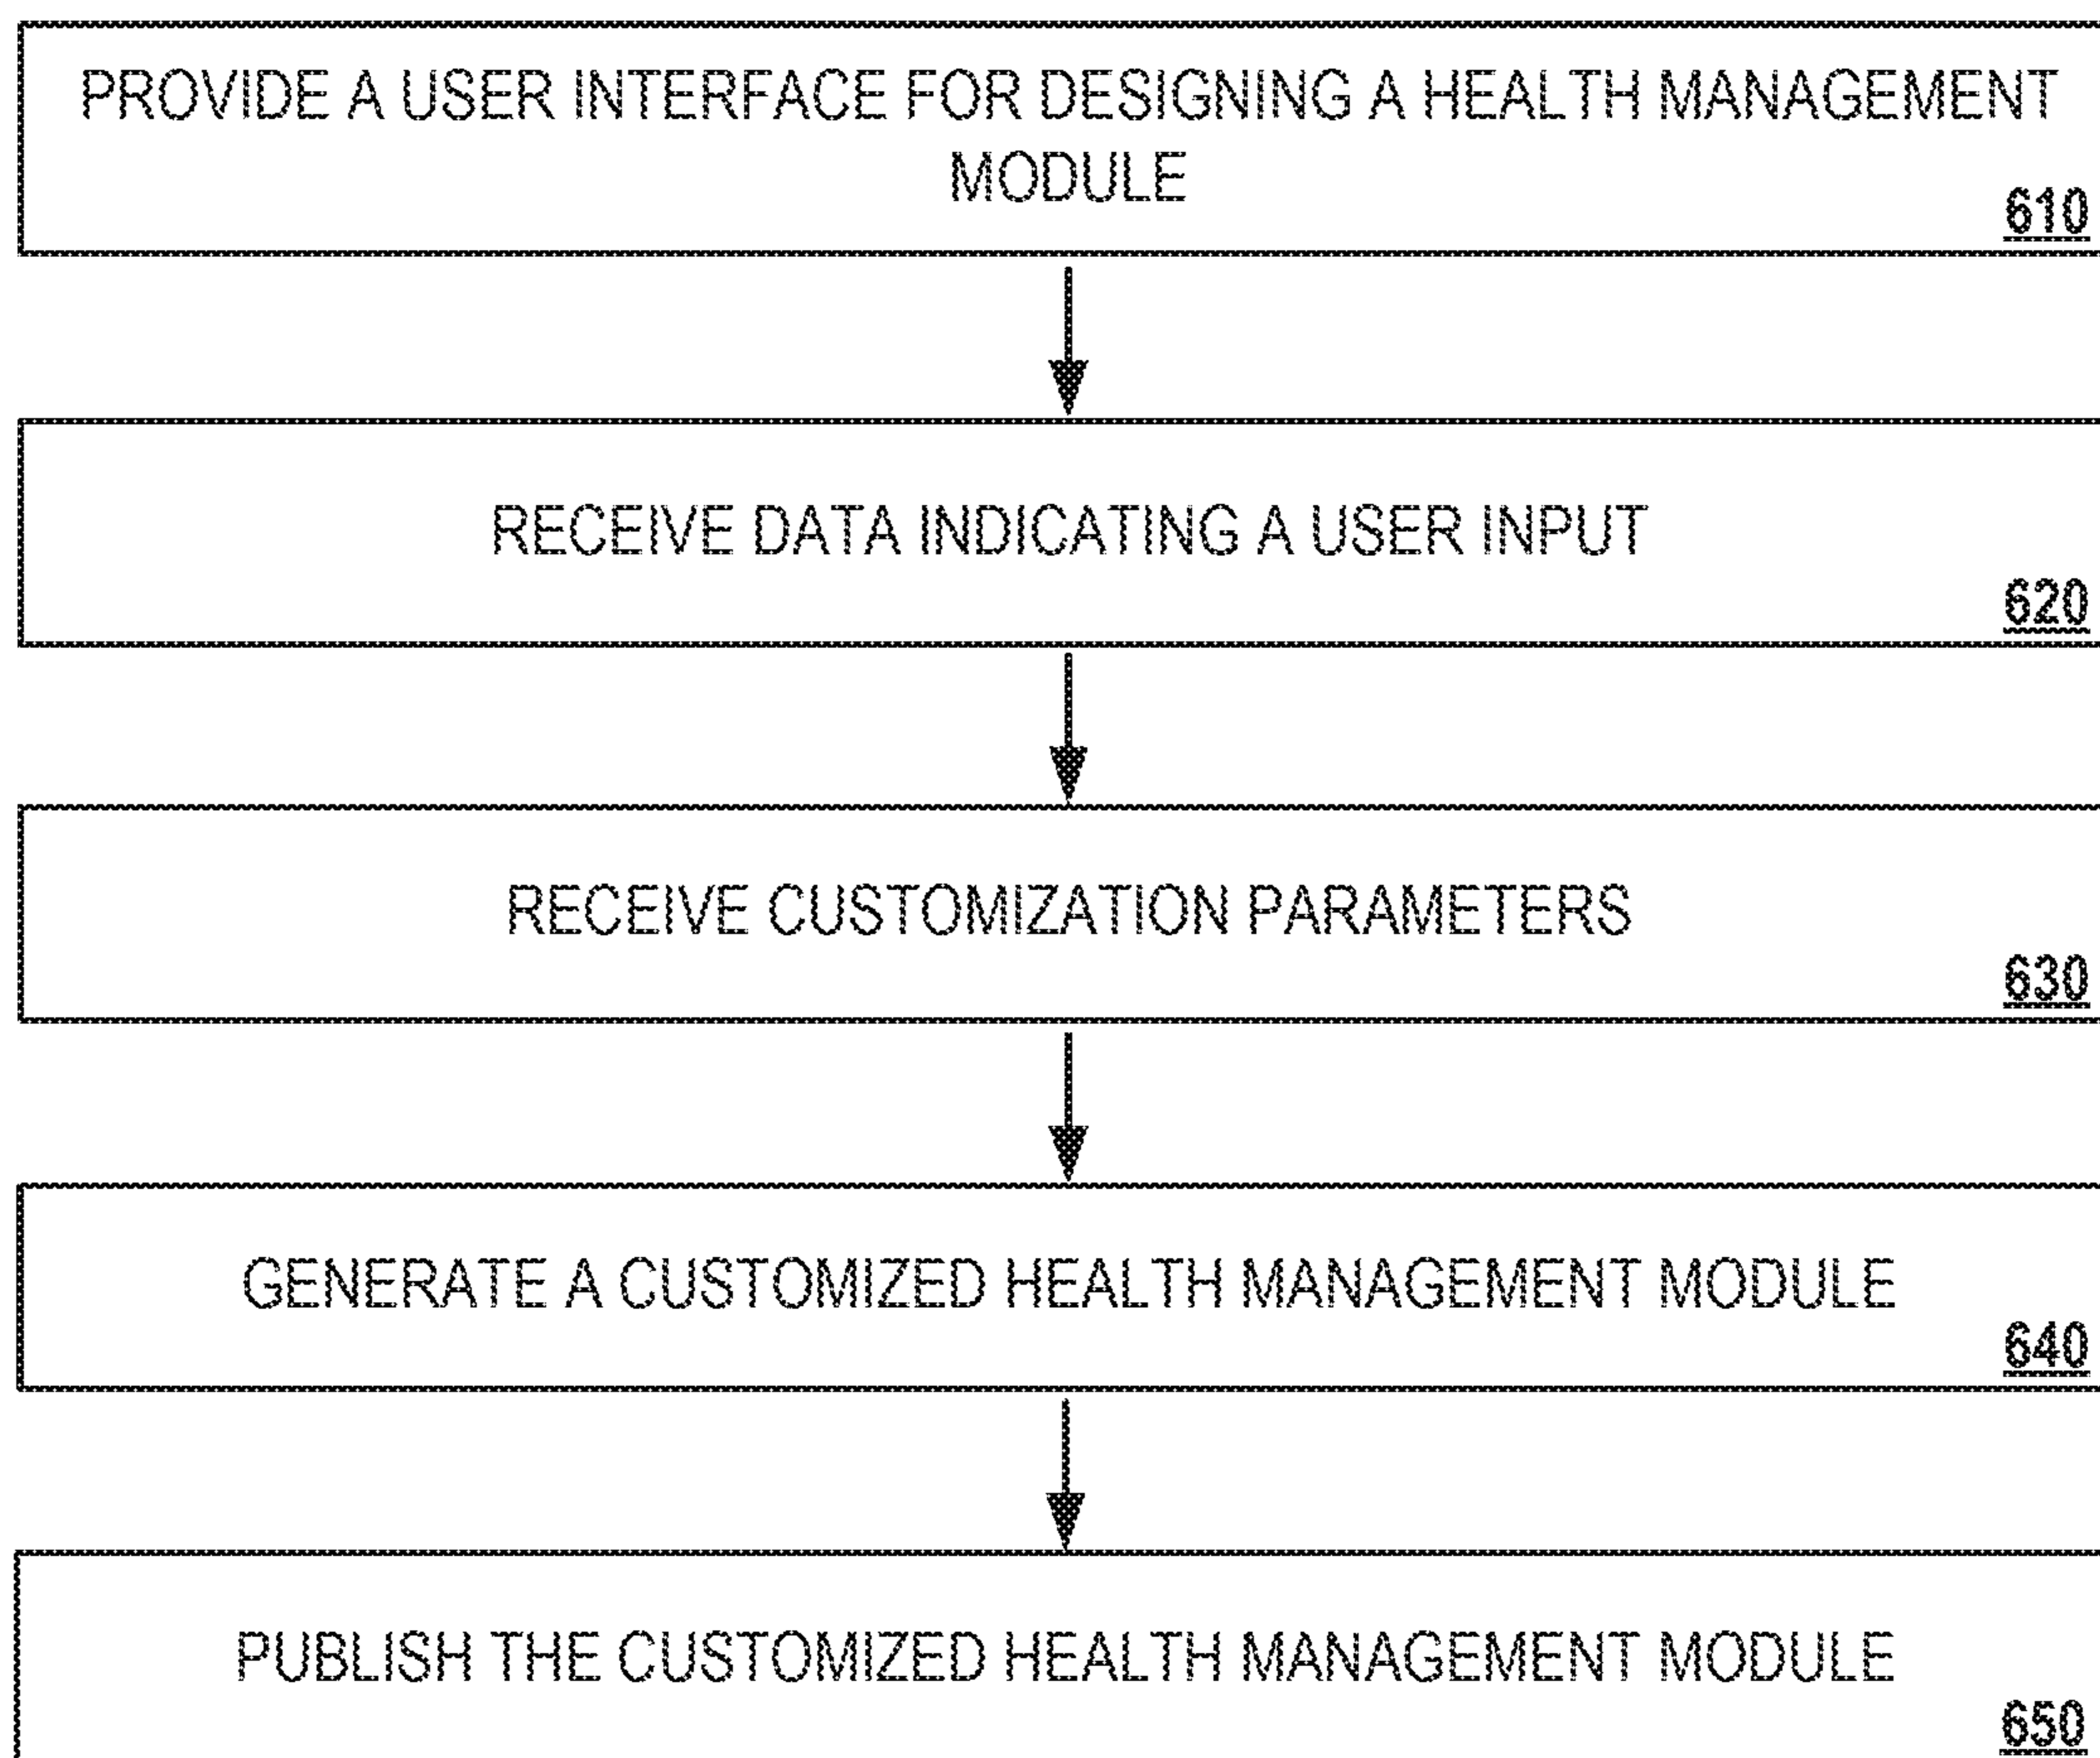 PROVIDE A USER INTERFACE FOR DESIGNING A HEALTH MANAGEMENT
MODULE
610
RECEIVE DATA INDICATING A USER INPUT
620
RECEIVE CUSTOMIZATION PARAMETERS
630
GENERATE A CUSTOMIZED HEALTH MANAGEMENT MODULE
640
PUBLISH THE CUSTOMIZED HEALTH MANAGEMENT MODULE
650